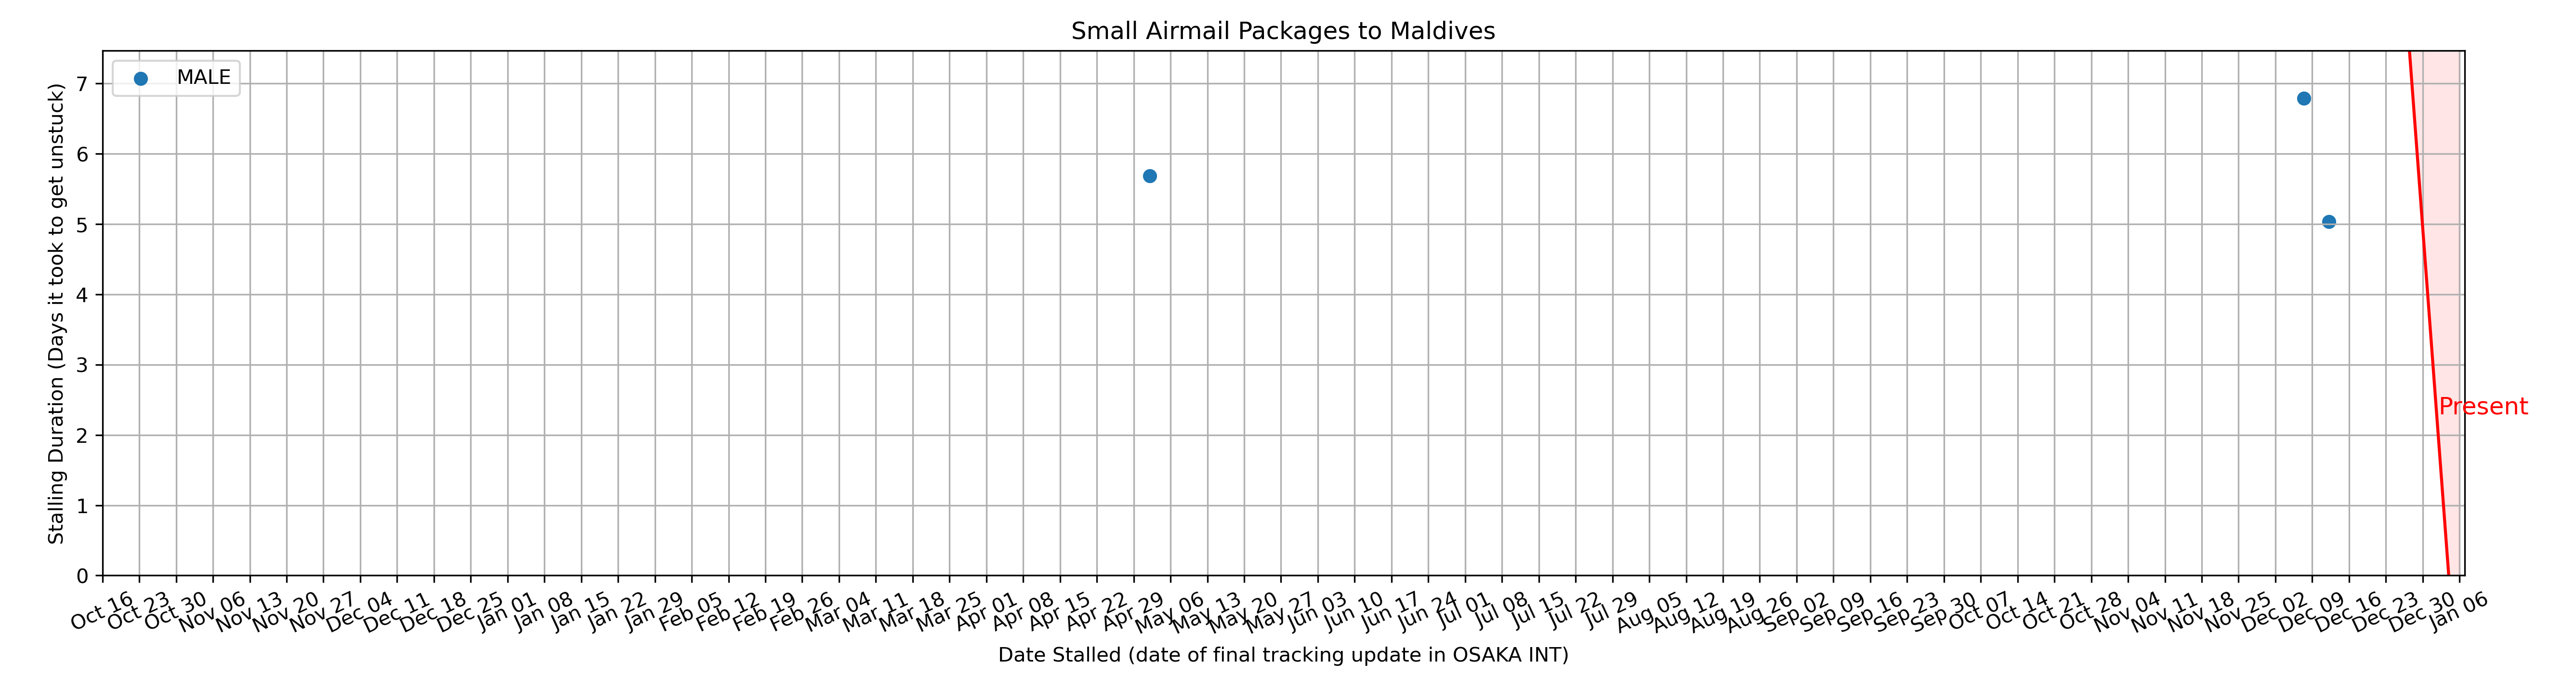 Small Airmail Packages to Maldives
MALE
Stalling Duration (Days it took to get unstuck)
7
6
5
4
3
2
1
0
Present
Oct 16 Oct 23 Oct 30 Nov 06 Nov 13 Nov 20 Nov 27 Dec 04 Dec 11 Dec 18 Dec 25 Jan 01 Jan 08 Jan 15 Jan 22 Jan 29 Feb 05 Feb 12 Feb 19 Feb 26 Mar 04 Mar 11 Mar 18 Mar 25 Apr 01 Apr 08 Apr 15 Apr 22 Apr 29 May 06 May 13 May 20 May 27 Jun 03 Jun 10 Jun 17 Jun 24 Jul 01 Jul 08 Jul 15 Jul 22 Jul 29 Aug 05 Aug 12 Aug 19 Aug 26 Sep 02 Sep 09 Sep 16 Sep 23 Sep 30 Oct 07 Oct 14 Oct 21 Oct 28 Nov 04 Nov 11 Nov 18 Nov 25 Dec 02 Dec 09 Dec 16 Dec 23 Dec 30 Jan 06
Date Stalled (date of final tracking update in OSAKA INT)